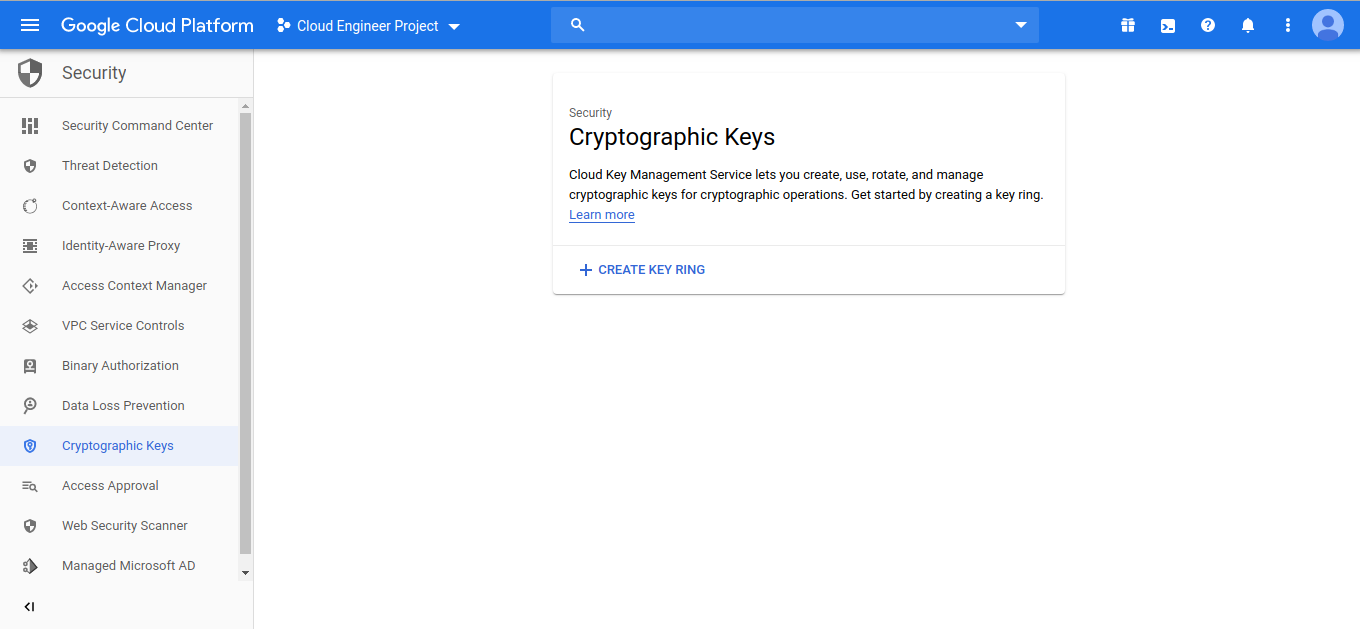 Google Cloud Platform
Cloud Engineer Project
Security
Security Command Center
Threat Detection
Context-Aware Access
Identity-Aware Proxy
Access Context Manager
VPC Service Controls
Binary Authorization
Data Loss Prevention
Cryptographic Keys
Access Approval
Web Security Scanner
Managed Microsoft AD
Security
Cryptographic Keys
Cloud Key Management Service lets you create, use, rotate, and manage
cryptographic keys for cryptographic operations. Get started by creating a key ring.
Learn more
CREATE KEY RING